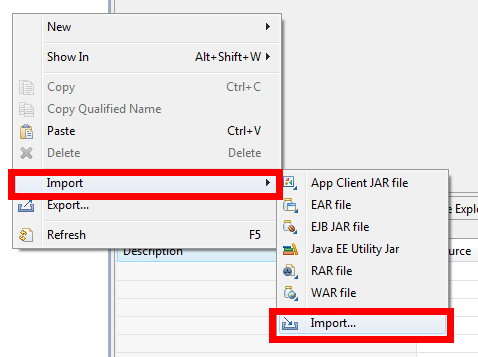 New
Show In Alt+Shift+W
Copy Ctrl+C
Copy Qualified Name
Paste Ctrl+V
Delete Delete
Import
Export...
Refresh F5
App Client JAR file
EAR file
EJB JAR file
Java EE Utility Jar
RAR file
WAR file
Import...
e Explo
Description
ource